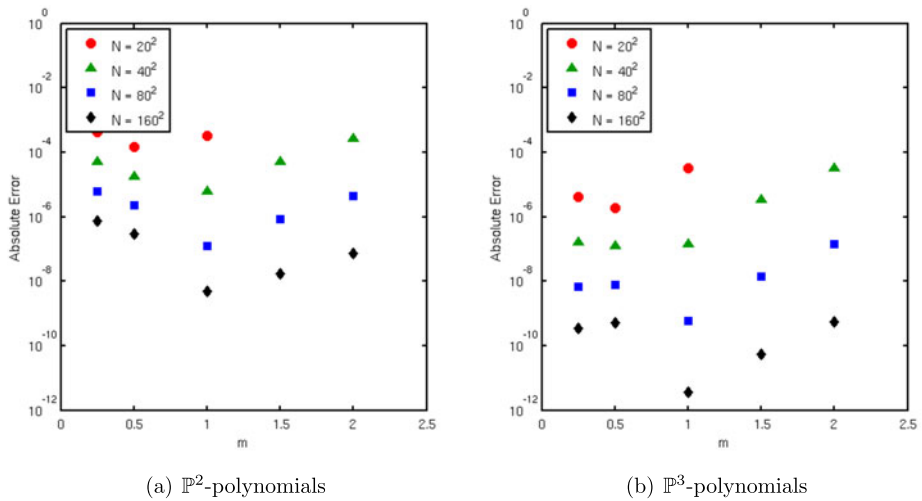 10^0
10^-2
10^-4
10^-6
10^-8
10^-10
10^-12
Absolute Error
N = 20^2
N = 40^2
N = 80^2
N = 160^2
0 0.5 1 1.5 2 2.5
m
(a) ℙ^2-polynomials
10^0
10^-2
10^-4
10^-6
10^-8
10^-10
10^-12
Absolute Error
N = 20^2
N = 40^2
N = 80^2
N = 160^2
0 0.5 1 1.5 2 2.5
m
(b) ℙ^3-polynomials